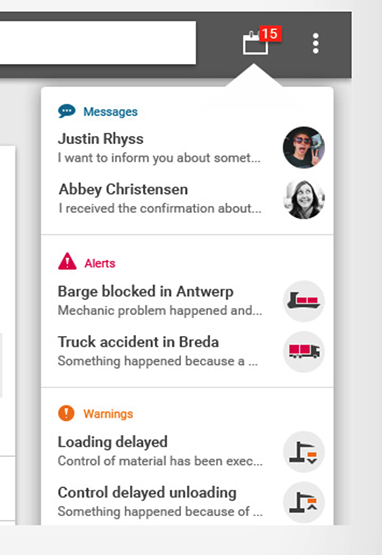 15
Messages
Justin Rhyss
I want to inform you about somet...
Abbey Christensen
I received the confirmation about...
Alerts
Barge blocked in Antwerp
Mechanic problem happened and...
Truck accident in Breda
Something happened because a ...
Warnings
Loading delayed
Control of material has been exec...
Control delayed unloading
Something happened because of ...